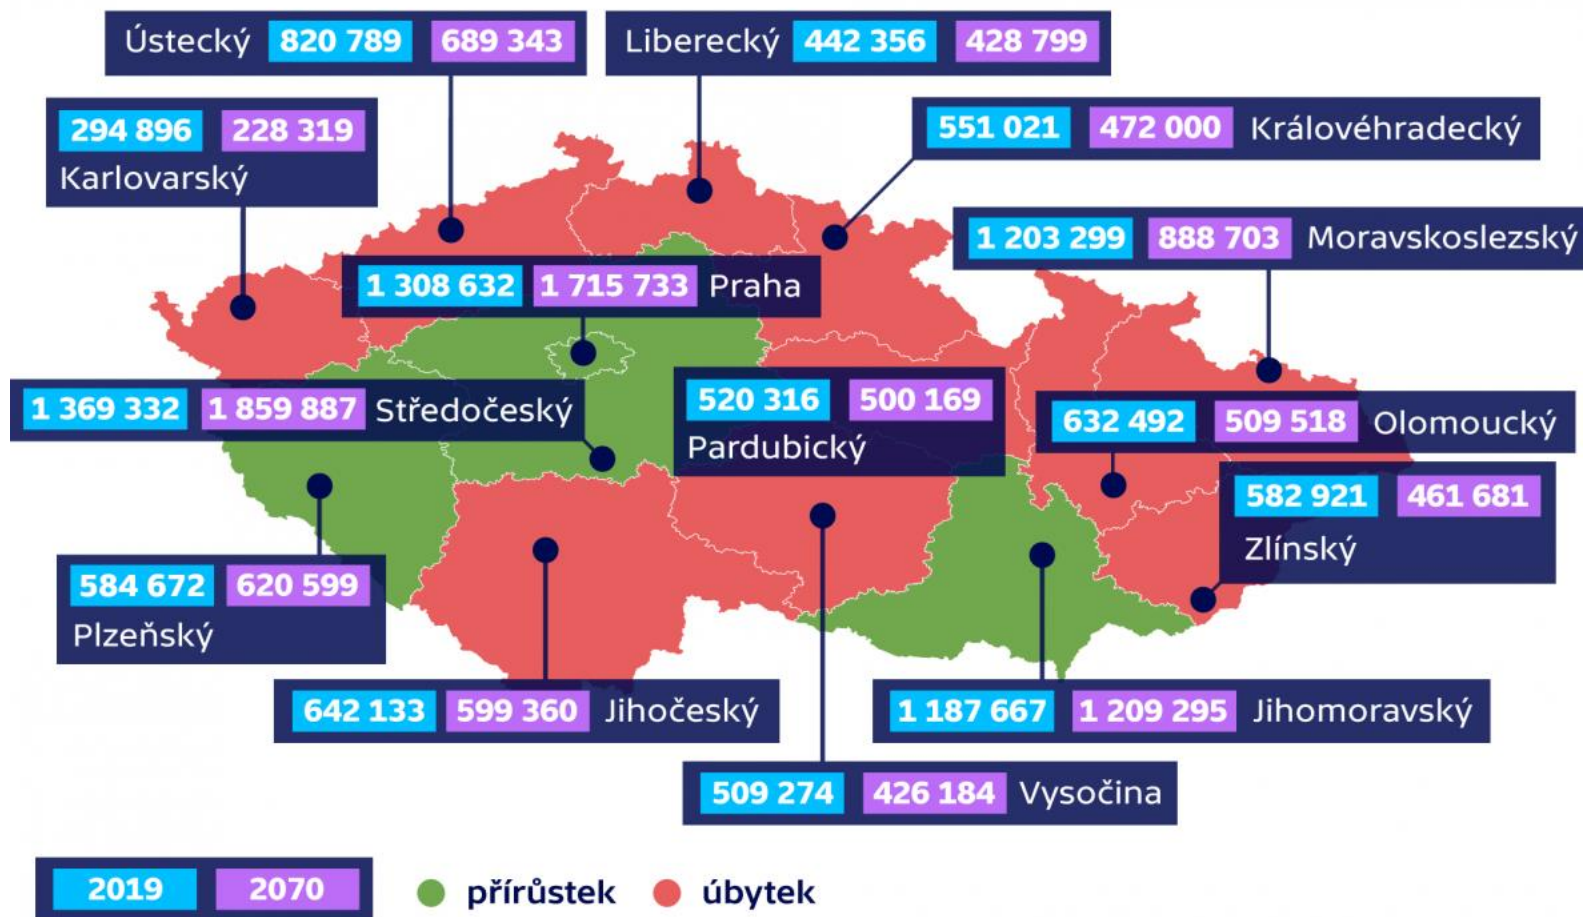 Ústecký 820 789 689 343
Liberecký 442 356 428 799
294 896 228 319
Karlovarský
551 021 472 000 Královéhradecký
1 203 299 888 703 Moravskoslezský
1 308 632 1 715 733 Praha
1 369 332 1 859 887 Středočeský
520 316 500 169
Pardubický
632 492 509 518 Olomoucký
582 921 461 681
Zlínský
584 672 620 599
Plzeňský
642 133 599 360 Jihočeský
1 187 667 1 209 295 Jihomoravský
509 274 426 184 Vysočina
2019 2070 přírůstek úbytek